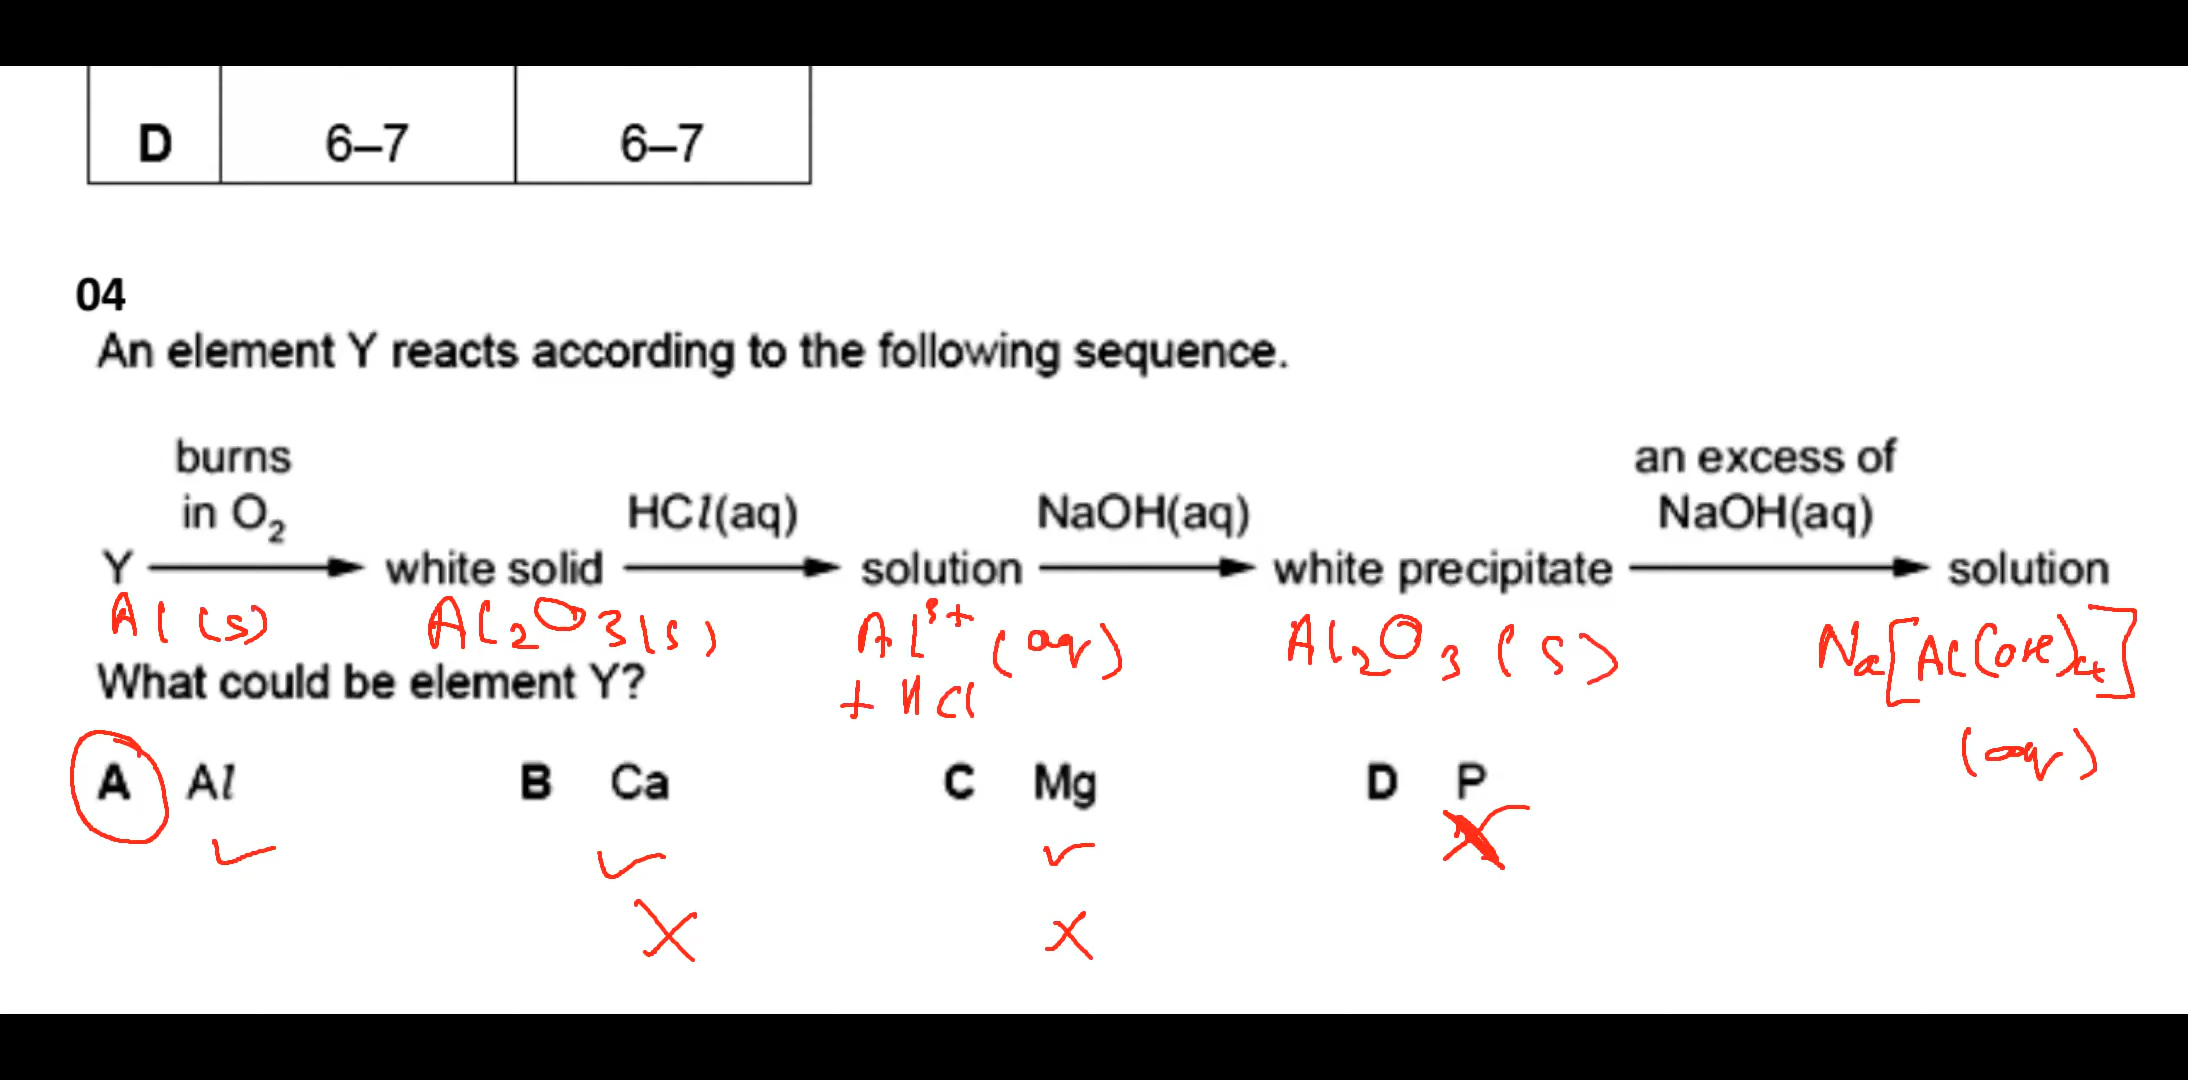 D 6–7 6–7
04
An element Y reacts according to the following sequence.
burns
in O₂ HCl(aq) NaOH(aq) an excess of
NaOH(aq)
Y white solid solution white precipitate solution
Al (s) Al₂O₃(s) Al³⁺ (aq) Al₂O₃ (s) Na[Al(OH)₄]
+ HCl (aq)
What could be element Y?
A Al B Ca C Mg D P